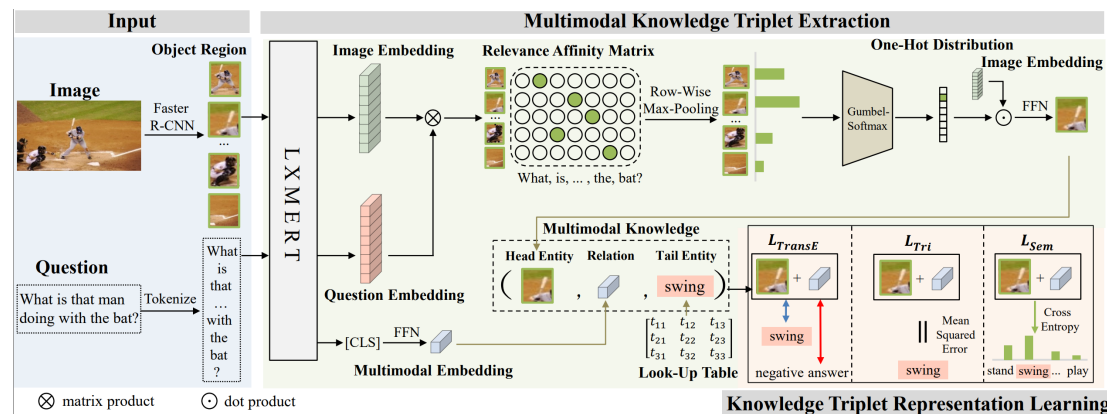 Input
Multimodal Knowledge Triplet Extraction
Object Region
Image
Faster
R-CNN
...
Question
What is that man
doing with the bat?
Tokenize
What
is
that
...
with
the
bat
?
LXMERT
Image Embedding
Question Embedding
[CLS]
FFN
Multimodal Embedding
Relevance Affinity Matrix
...
What, is, ... , the, bat?
Row-Wise
Max-Pooling
...
Gumbel-
Softmax
One-Hot Distribution
Image Embedding
FFN
Multimodal Knowledge
Head Entity
Relation
Tail Entity
( , , swing )
t11 t12 t13
t21 t22 t23
t31 t32 t33
Look-Up Table
LTransE
+
swing
negative answer
LTri
+
Mean
Squared
Error
swing
LSem
+
Cross
Entropy
stand swing ... play
⊗ matrix product
⊙ dot product
Knowledge Triplet Representation Learning